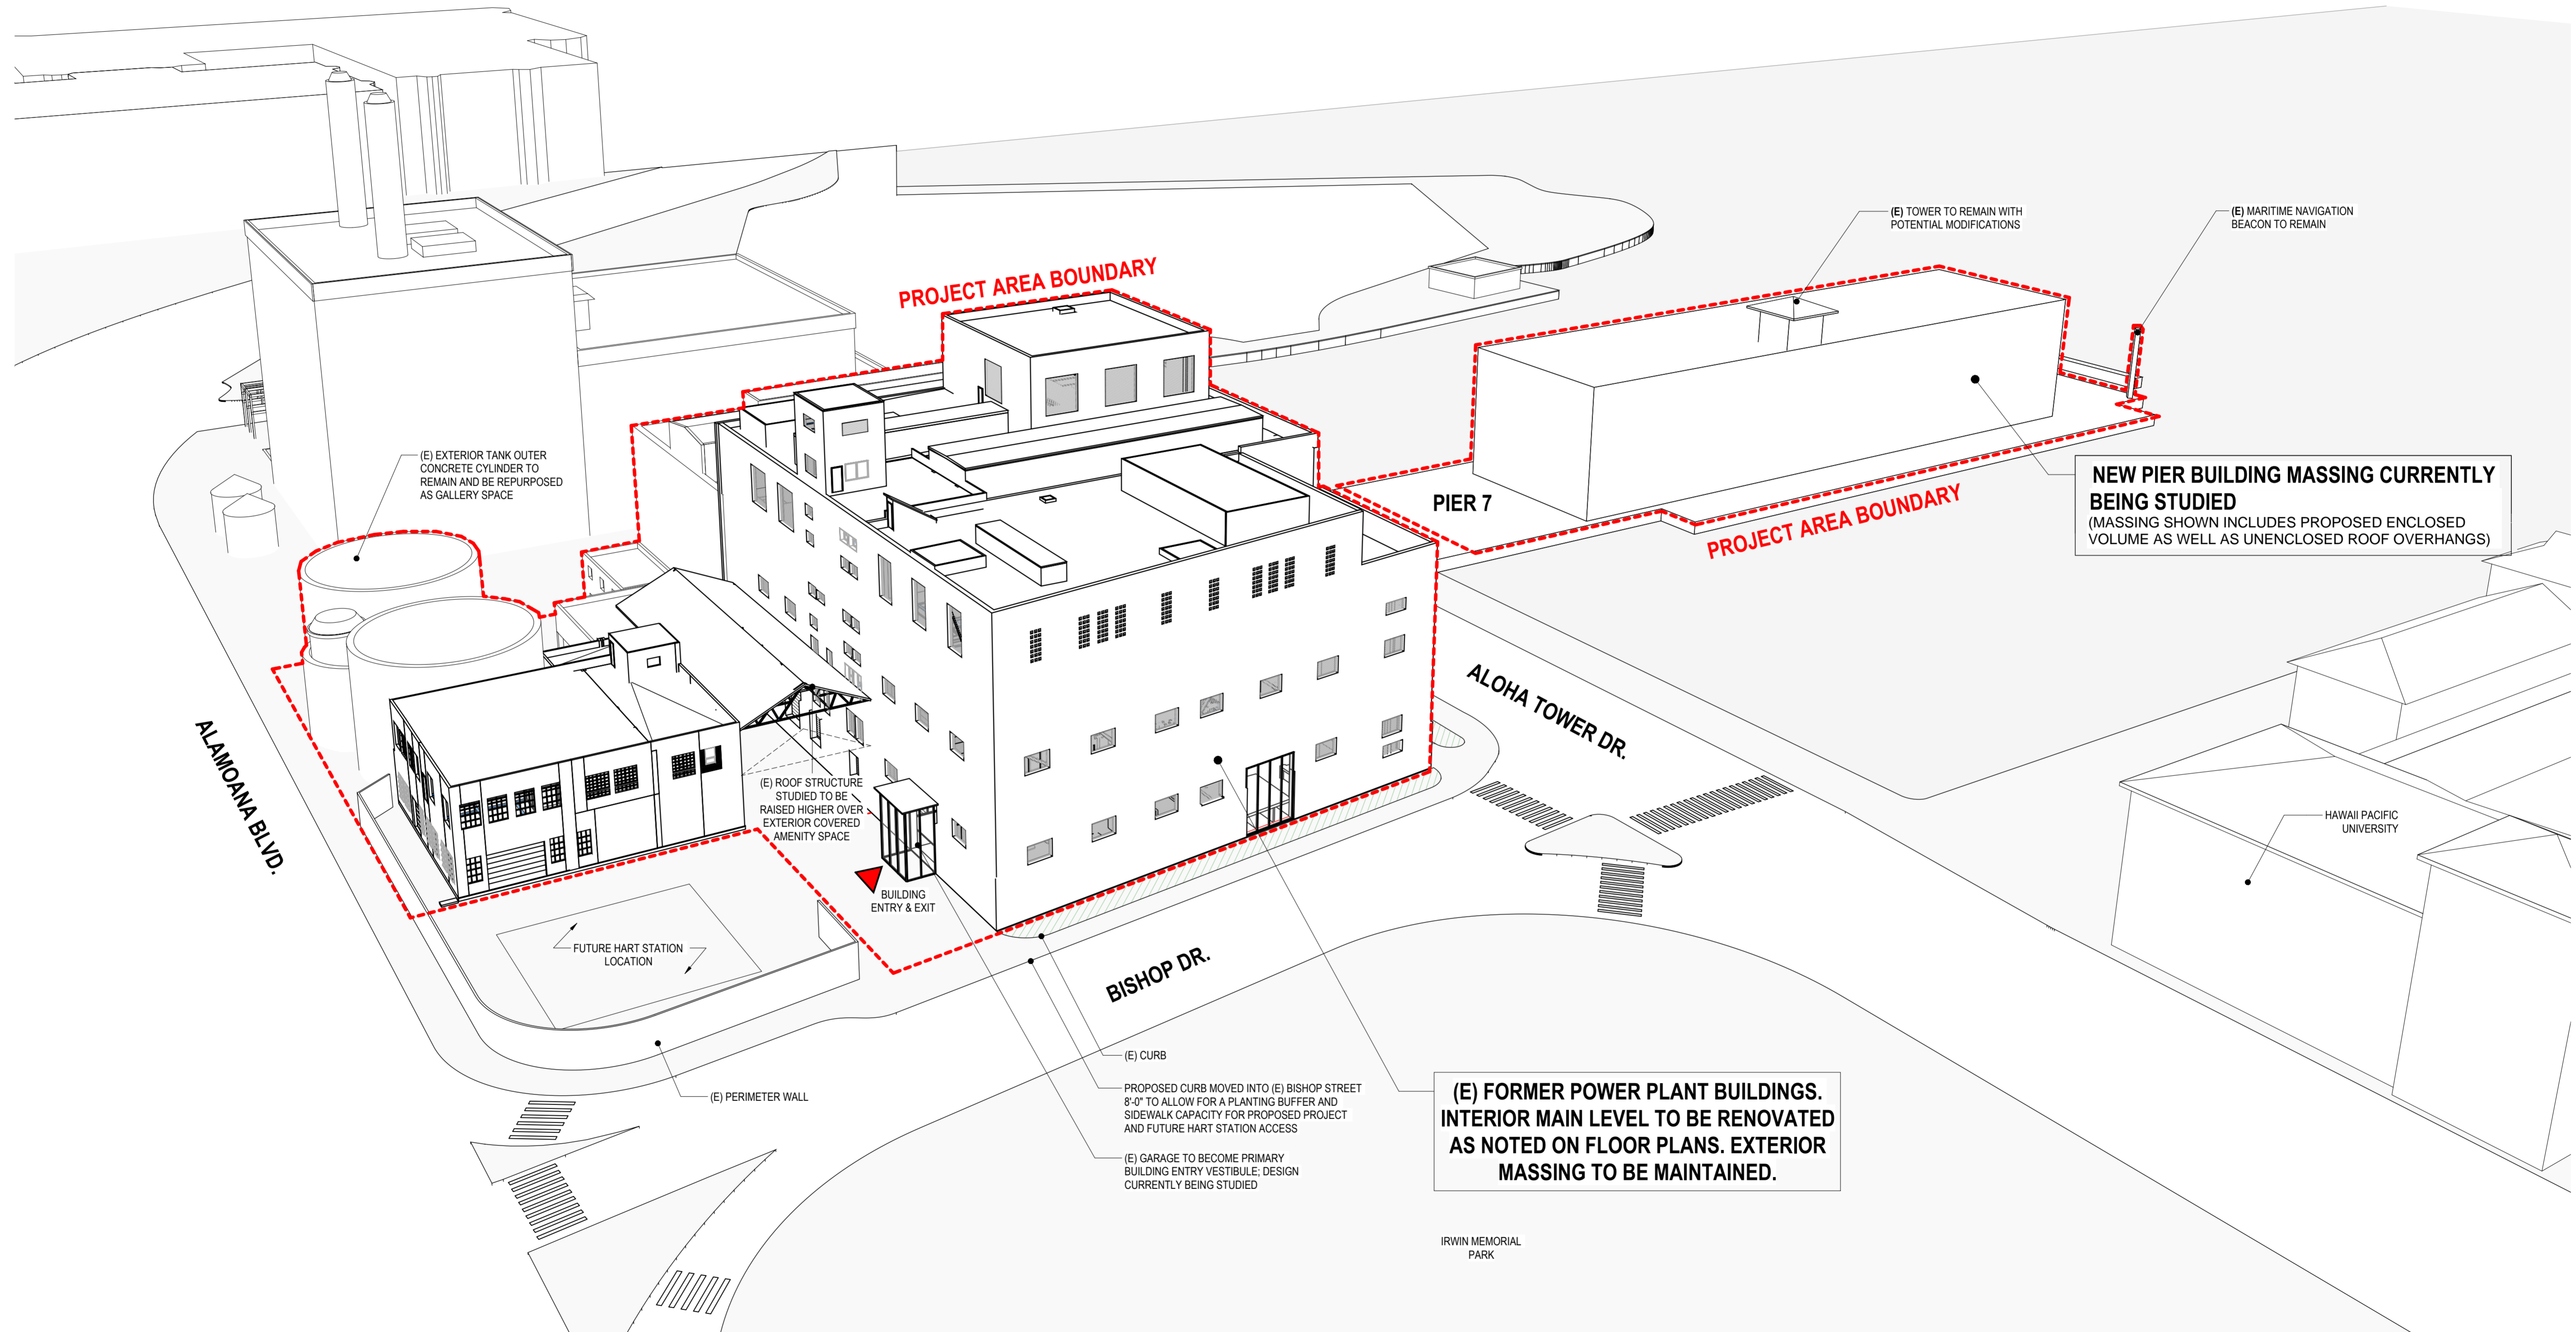 (E) TOWER TO REMAIN WITH
POTENTIAL MODIFICATIONS
(E) MARITIME NAVIGATION
BEACON TO REMAIN
PROJECT AREA BOUNDARY
(E) EXTERIOR TANK OUTER
CONCRETE CYLINDER TO
REMAIN AND BE REPURPOSED
AS GALLERY SPACE
NEW PIER BUILDING MASSING CURRENTLY
BEING STUDIED
(MASSING SHOWN INCLUDES PROPOSED ENCLOSED
VOLUME AS WELL AS UNENCLOSED ROOF OVERHANGS)
PIER 7
PROJECT AREA BOUNDARY
ALOHA TOWER DR.
ALAMOANA BLVD.
(E) ROOF STRUCTURE
STUDIED TO BE
RAISED HIGHER OVER
EXTERIOR COVERED
AMENITY SPACE
HAWAII PACIFIC
UNIVERSITY
BUILDING
ENTRY & EXIT
FUTURE HART STATION
LOCATION
BISHOP DR.
(E) CURB
PROPOSED CURB MOVED INTO (E) BISHOP STREET
8'-0" TO ALLOW FOR A PLANTING BUFFER AND
SIDEWALK CAPACITY FOR PROPOSED PROJECT
AND FUTURE HART STATION ACCESS
(E) PERIMETER WALL
(E) GARAGE TO BECOME PRIMARY
BUILDING ENTRY VESTIBULE; DESIGN
CURRENTLY BEING STUDIED
(E) FORMER POWER PLANT BUILDINGS.
INTERIOR MAIN LEVEL TO BE RENOVATED
AS NOTED ON FLOOR PLANS. EXTERIOR
MASSING TO BE MAINTAINED.
IRWIN MEMORIAL
PARK